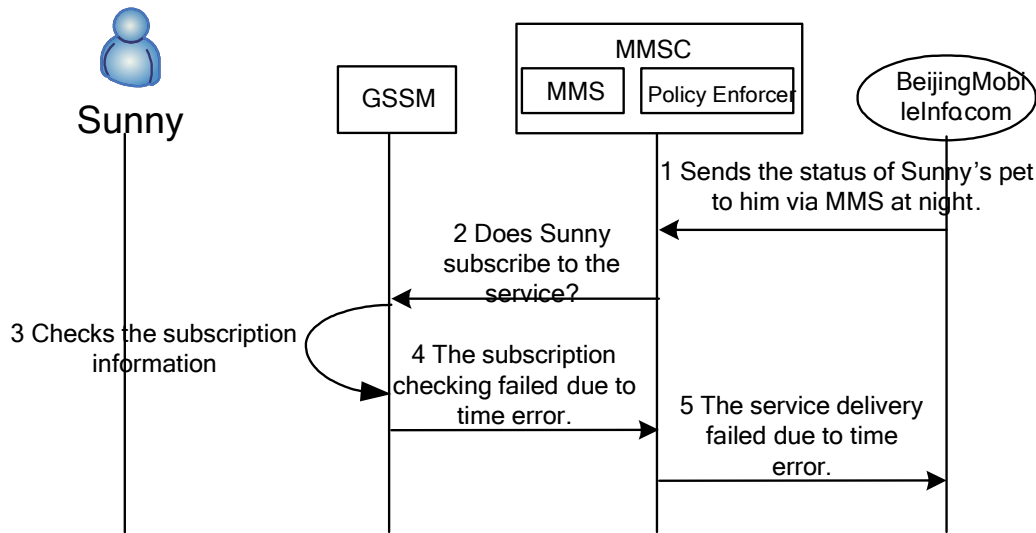 Sunny
GSSM
MMSC
MMS
Policy Enforcer
BeijingMobi
leInfo.com
1 Sends the status of Sunny's pet
to him via MMS at night.
2 Does Sunny
subscribe to the
service?
3 Checks the subscription
information
4 The subscription
checking failed due to
time error.
5 The service delivery
failed due to time
error.